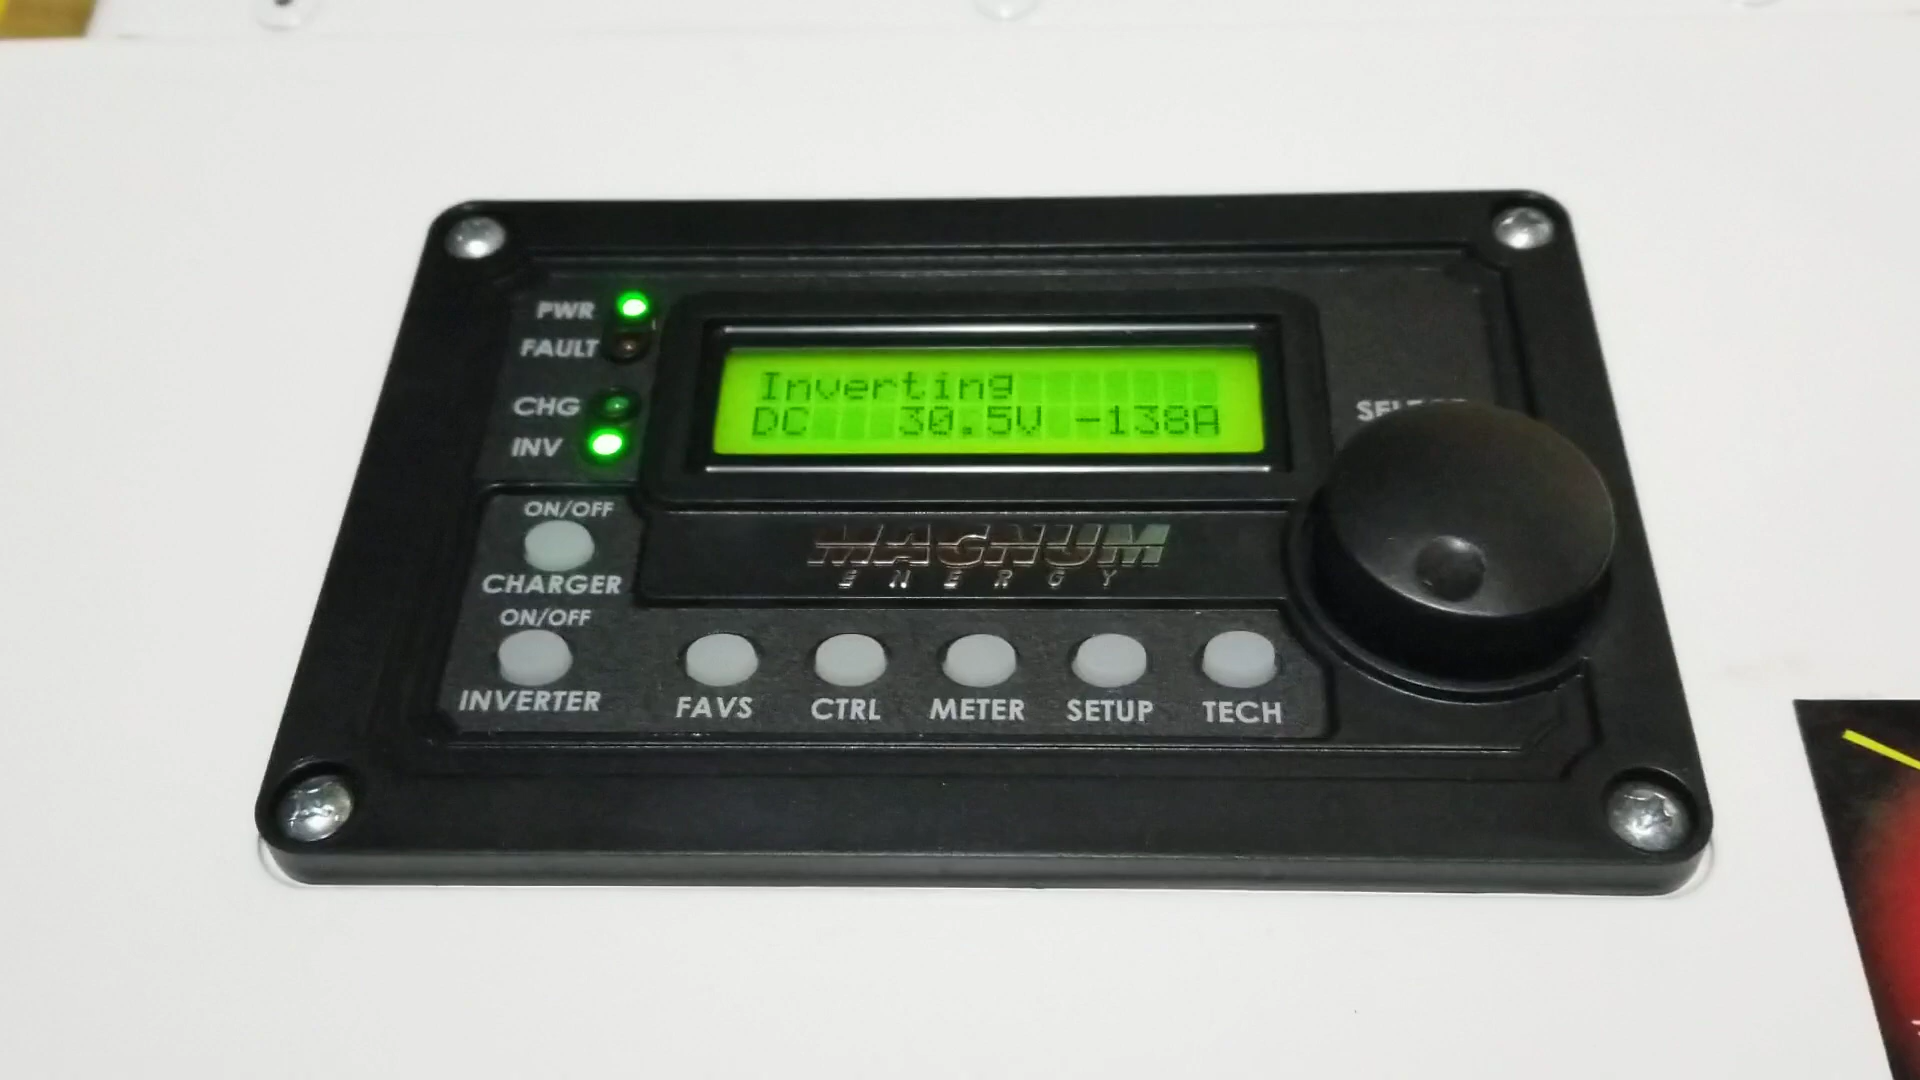 PWR
FAULT
CHG
INV
Inverting
DC 30.5V -138A
ON/OFF
CHARGER
ON/OFF
INVERTER
MAGNUM
ENERGY
FAVS
CTRL
METER
SETUP
TECH